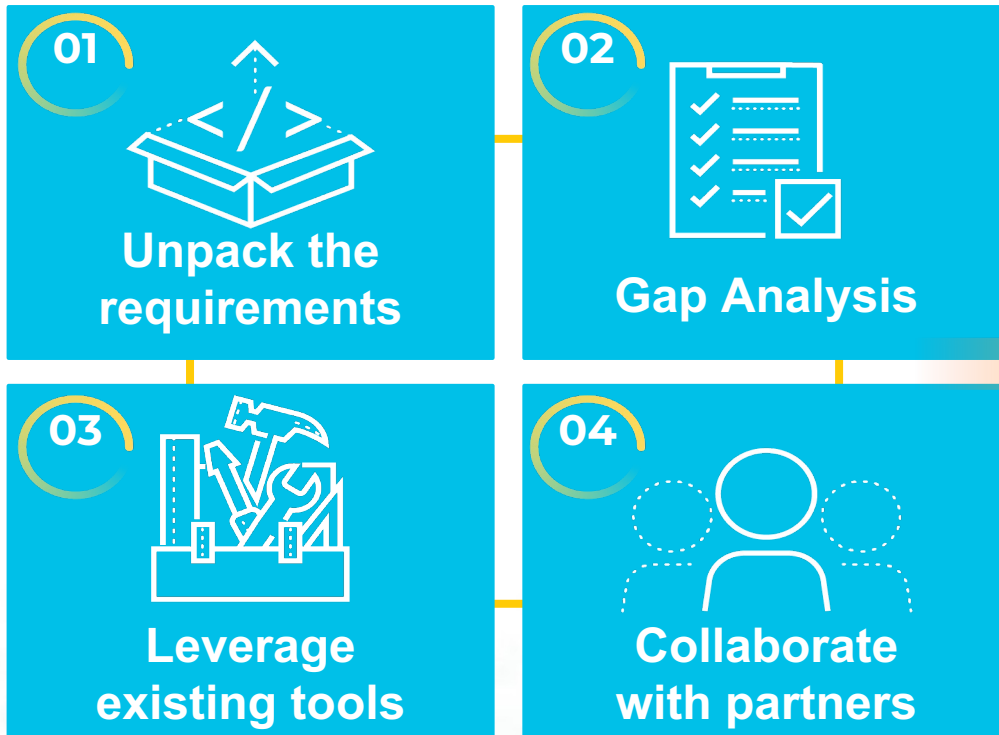 01
Unpack the
requirements
02
Gap Analysis
03
Leverage
existing tools
04
Collaborate
with partners